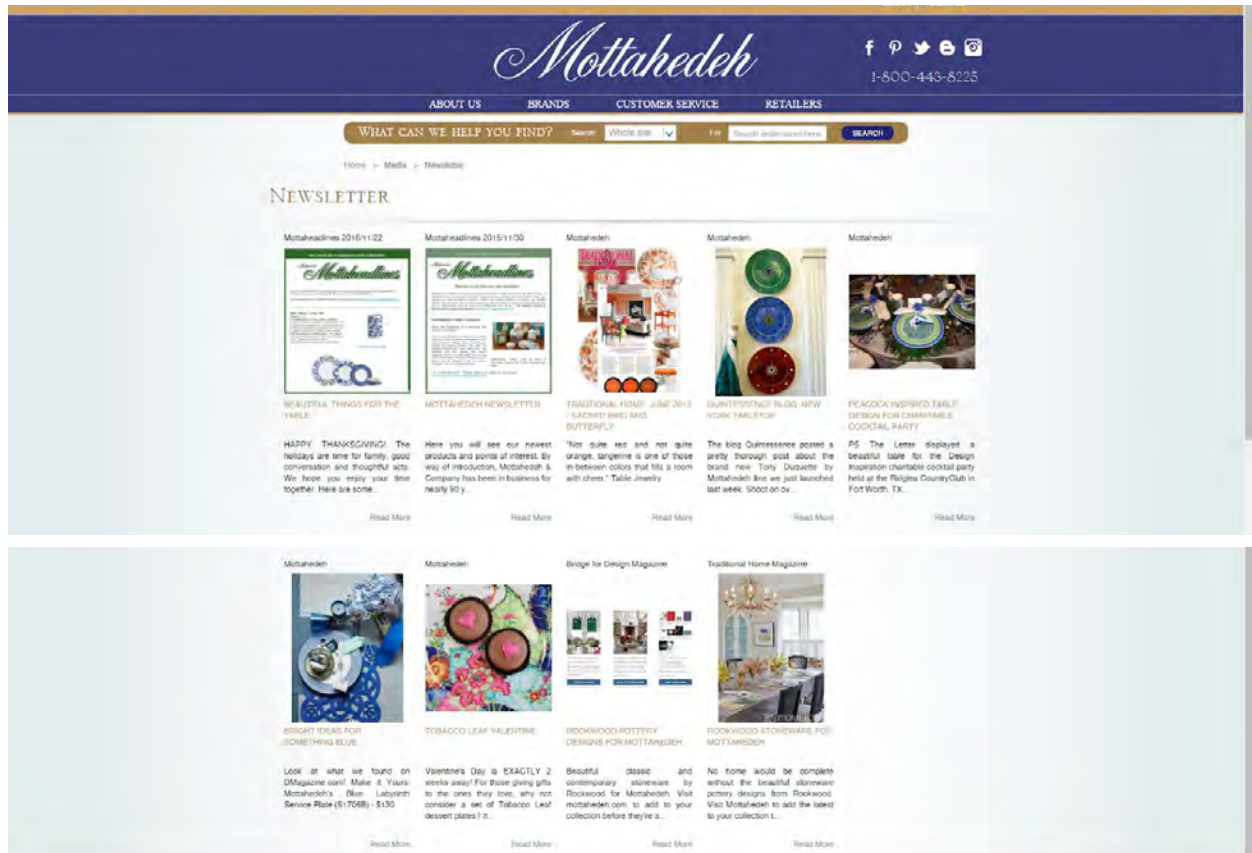 Mottahedeh
1-800-443-8225
ABOUT US BRANDS CUSTOMER SERVICE RETAILERS
WHAT CAN WE HELP YOU FIND? Search: Whole site For SEARCH
Home > Media > Newsletter
NEWSLETTER
Mottaheadlines 2016/11/22
Mottaheadlines
BEAUTIFUL THINGS FOR THE
TABLE
HAPPY THANKSGIVING! The
holidays are time for family, good
conversation and thoughtful acts.
We hope you enjoy your time
together. Here are some...
Read More
Mottaheadlines 2015/11/30
Mottaheadlines
MOTTAHEDEH NEWSLETTER
Here you will see our newest
products and points of interest. By
way of introduction, Mottahedeh &
Company has been in business for
nearly 90 y...
Read More
Mottahedeh
TRADITIONAL
TRADTIONAL HOME JUNE 2013
- SACRED BIRD AND
BUTTERFLY
"Not quite red and not quite
orange, tangerine is one of those
in-between colors that fills a room
with cheer." Table Jewelry
Read More
Mottahedeh
QUINTESSENCE BLOG: NEW
YORK TABLETOP
The blog Quintessence posted a
pretty thorough post about the
brand new Tony Duquette by
Mottahedeh line we just launched
last week. Shoot on ov...
Read More
Mottahedeh
PEACOCK INSPIRED TABLE
DESIGN FOR CHARITABLE
COCKTAIL PARTY
PS The Letter displayed a
beautiful table for the Design
Inspiration charitable cocktail party
held at the Ridglea CountryClub in
Fort Worth, TX...
Read More
Mottahedeh
BRIGHT IDEAS FOR
SOMETHING BLUE
Look at what we found on
DMagazine.com! Make it Yours:
Mottahedeh's Blue Labyrinth
Service Plate (S1706B) - $130
Read More
Mottahedeh
TOBACCO LEAF VALENTINE
Valentine's Day is EXACTLY 2
weeks away! For those giving gifts
to the ones they love, why not
consider a set of Tobacco Leaf
dessert plates? It...
Read More
Bridge for Design Magazine
ROOKWOOD POTTERY
DESIGNS FOR MOTTAHEDEH
Beautiful classic and
contemporary stoneware by
Rookwood for Mottahedeh. Visit
mottahedeh.com to add to your
collection before they're a...
Read More
Traditional Home Magazine
ROOKWOOD STONEWARE FOR
MOTTAHEDEH
No home would be complete
without the beautiful stoneware
pottery designs from Rookwood.
Visit Mottahedeh to add the latest
to your collection t...
Read More